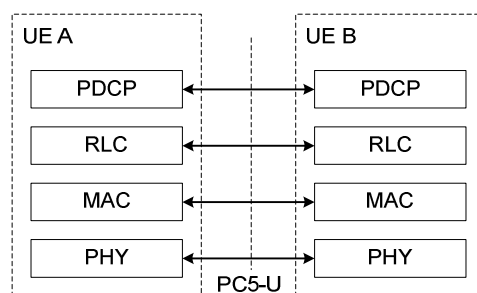 UE A UE B
PDCP PDCP
RLC RLC
MAC MAC
PHY PHY
PC5-U